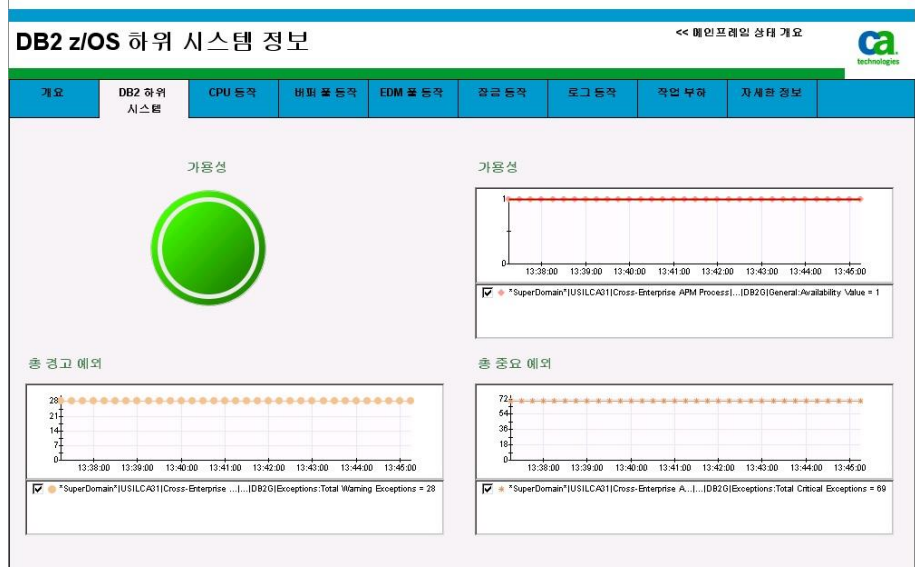 DB2 z/OS 하위 시스템 정보
<< 메인프레임 상태 개요
ca
technologies
개요
DB2 하위
시스템
CPU 동작
버퍼 풀 동작
EDM 풀 동작
잠금 동작
로그 동작
작업 부하
자세한 정보
가용성
가용성
1
0
13:38:00 13:39:00 13:40:00 13:41:00 13:42:00 13:43:00 13:44:00 13:45:00
*SuperDomain*|USILCA31|Cross-Enterprise APM Process|...|DB2G|General:Availability Value = 1
총 경고 예외
28
21
14
7
0
13:38:00 13:39:00 13:40:00 13:41:00 13:42:00 13:43:00 13:44:00 13:45:00
*SuperDomain*|USILCA31|Cross-Enterprise ...|...|DB2G|Exceptions:Total Warning Exceptions = 28
총 중요 예외
72
54
36
18
0
13:38:00 13:39:00 13:40:00 13:41:00 13:42:00 13:43:00 13:44:00 13:45:00
*SuperDomain*|USILCA31|Cross-Enterprise A...|...|DB2G|Exceptions:Total Critical Exceptions = 69